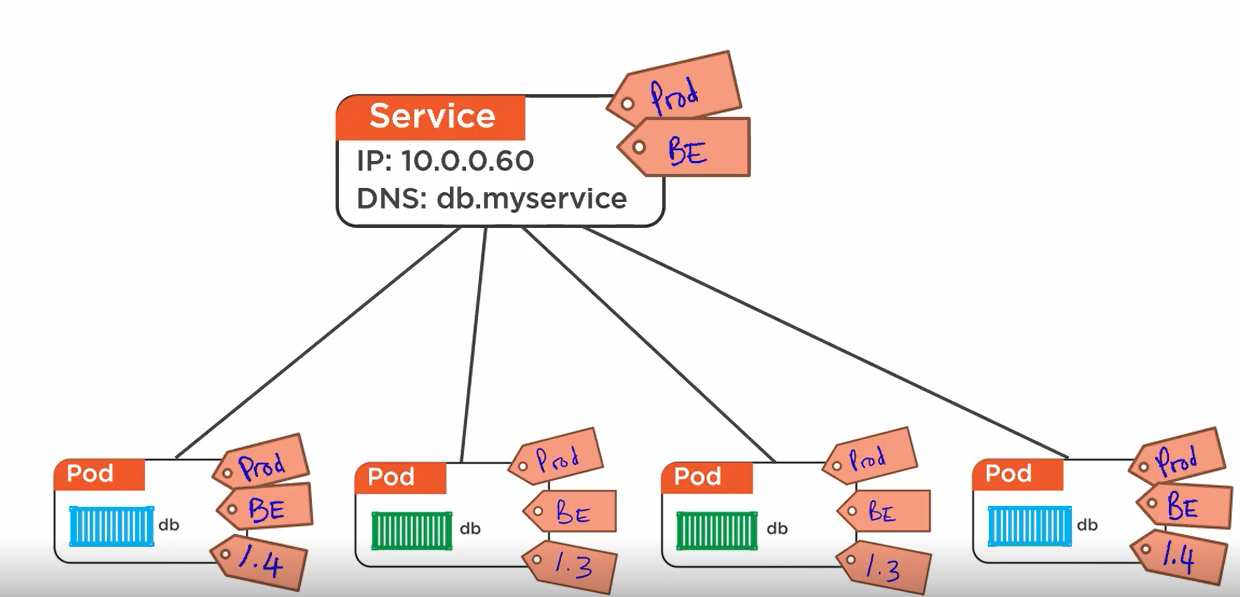 Service
IP: 10.0.0.60
DNS: db.myservice
Prod
BE
Pod
db
Prod
BE
1.4
Pod
db
Prod
BE
1.3
Pod
db
Prod
BE
1.3
Pod
db
Prod
BE
1.4